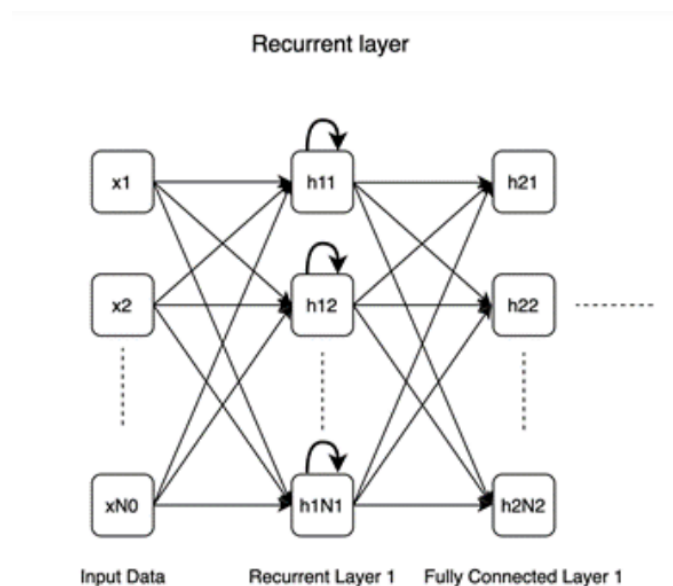 Recurrent layer
x1
h11
h21
x2
h12
h22
xN0
h1N1
h2N2
Input Data
Recurrent Layer 1
Fully Connected Layer 1